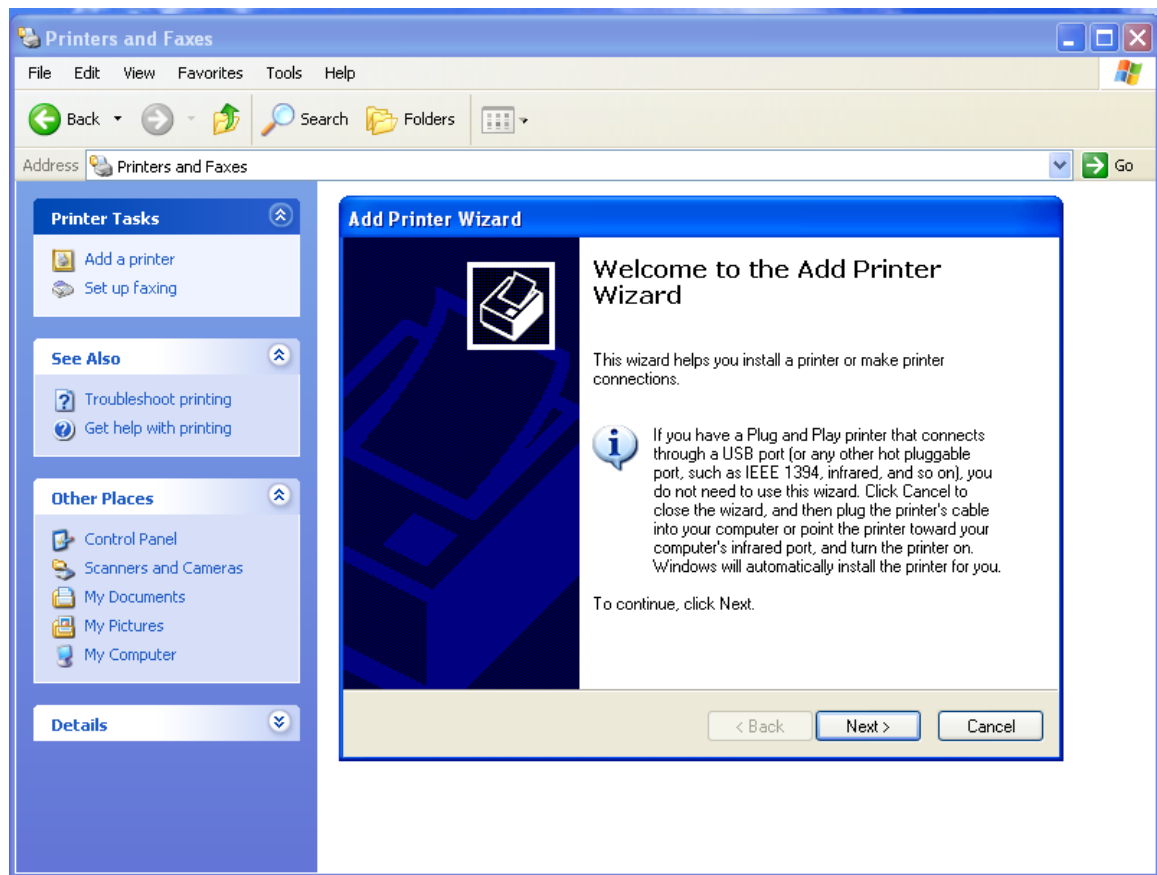 Printers and Faxes
File Edit View Favorites Tools Help
Back Search Folders
Address Printers and Faxes Go
Printer Tasks
Add a printer
Set up faxing
See Also
Troubleshoot printing
Get help with printing
Other Places
Control Panel
Scanners and Cameras
My Documents
My Pictures
My Computer
Details
Add Printer Wizard
Welcome to the Add Printer
Wizard
This wizard helps you install a printer or make printer
connections.
If you have a Plug and Play printer that connects
through a USB port (or any other hot pluggable
port, such as IEEE 1394, infrared, and so on), you
do not need to use this wizard. Click Cancel to
close the wizard, and then plug the printer's cable
into your computer or point the printer toward your
computer's infrared port, and turn the printer on.
Windows will automatically install the printer for you.
To continue, click Next.
< Back Next > Cancel